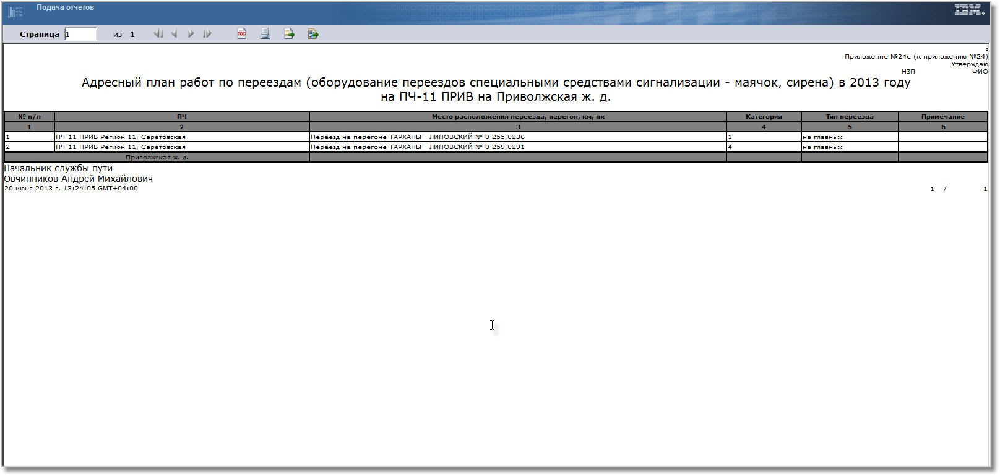 Подача отчетов
IBM.
Страница 1 из 1
TOC
:
Приложение №24е (к приложению №24)
Утверждаю
НЗП ФИО
Адресный план работ по переездам (оборудование переездов специальными средствами сигнализации - маячок, сирена) в 2013 году
на ПЧ-11 ПРИВ на Приволжская ж. д.
№ п/п ПЧ Место расположения переезда, перегон, км, пк Категория Тип переезда Примечание
1 2 3 4 5 6
1 ПЧ-11 ПРИВ Регион 11, Саратовская Переезд на перегоне ТАРХАНЫ - ЛИПОВСКИЙ № 0 255,0236 1 на главных
2 ПЧ-11 ПРИВ Регион 11, Саратовская Переезд на перегоне ТАРХАНЫ - ЛИПОВСКИЙ № 0 259,0291 4 на главных
Приволжская ж. д.
Начальник службы пути
Овчинников Андрей Михайлович
20 июня 2013 г. 13:24:05 GMT+04:00
1 / 1